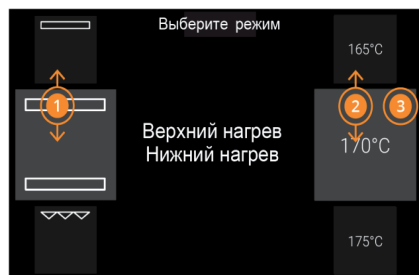 Выберите режим
165°C
1
2
3
Верхний нагрев
Нижний нагрев
170°C
175°C